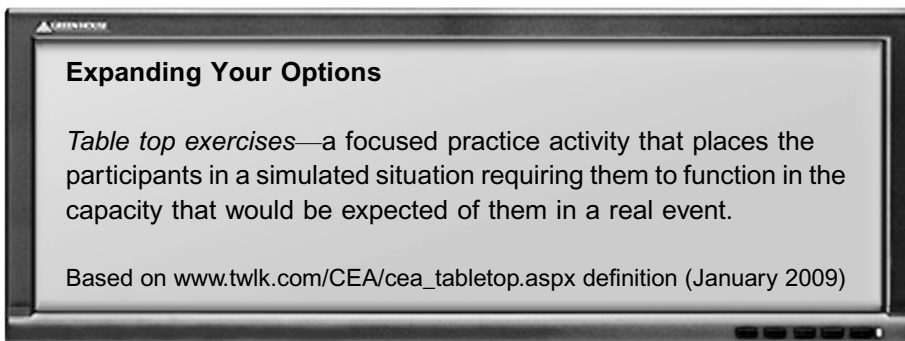 GREEN HOUSE
Expanding Your Options
Table top exercises—a focused practice activity that places the
participants in a simulated situation requiring them to function in the
capacity that would be expected of them in a real event.
Based on www.twlk.com/CEA/cea_tabletop.aspx definition (January 2009)